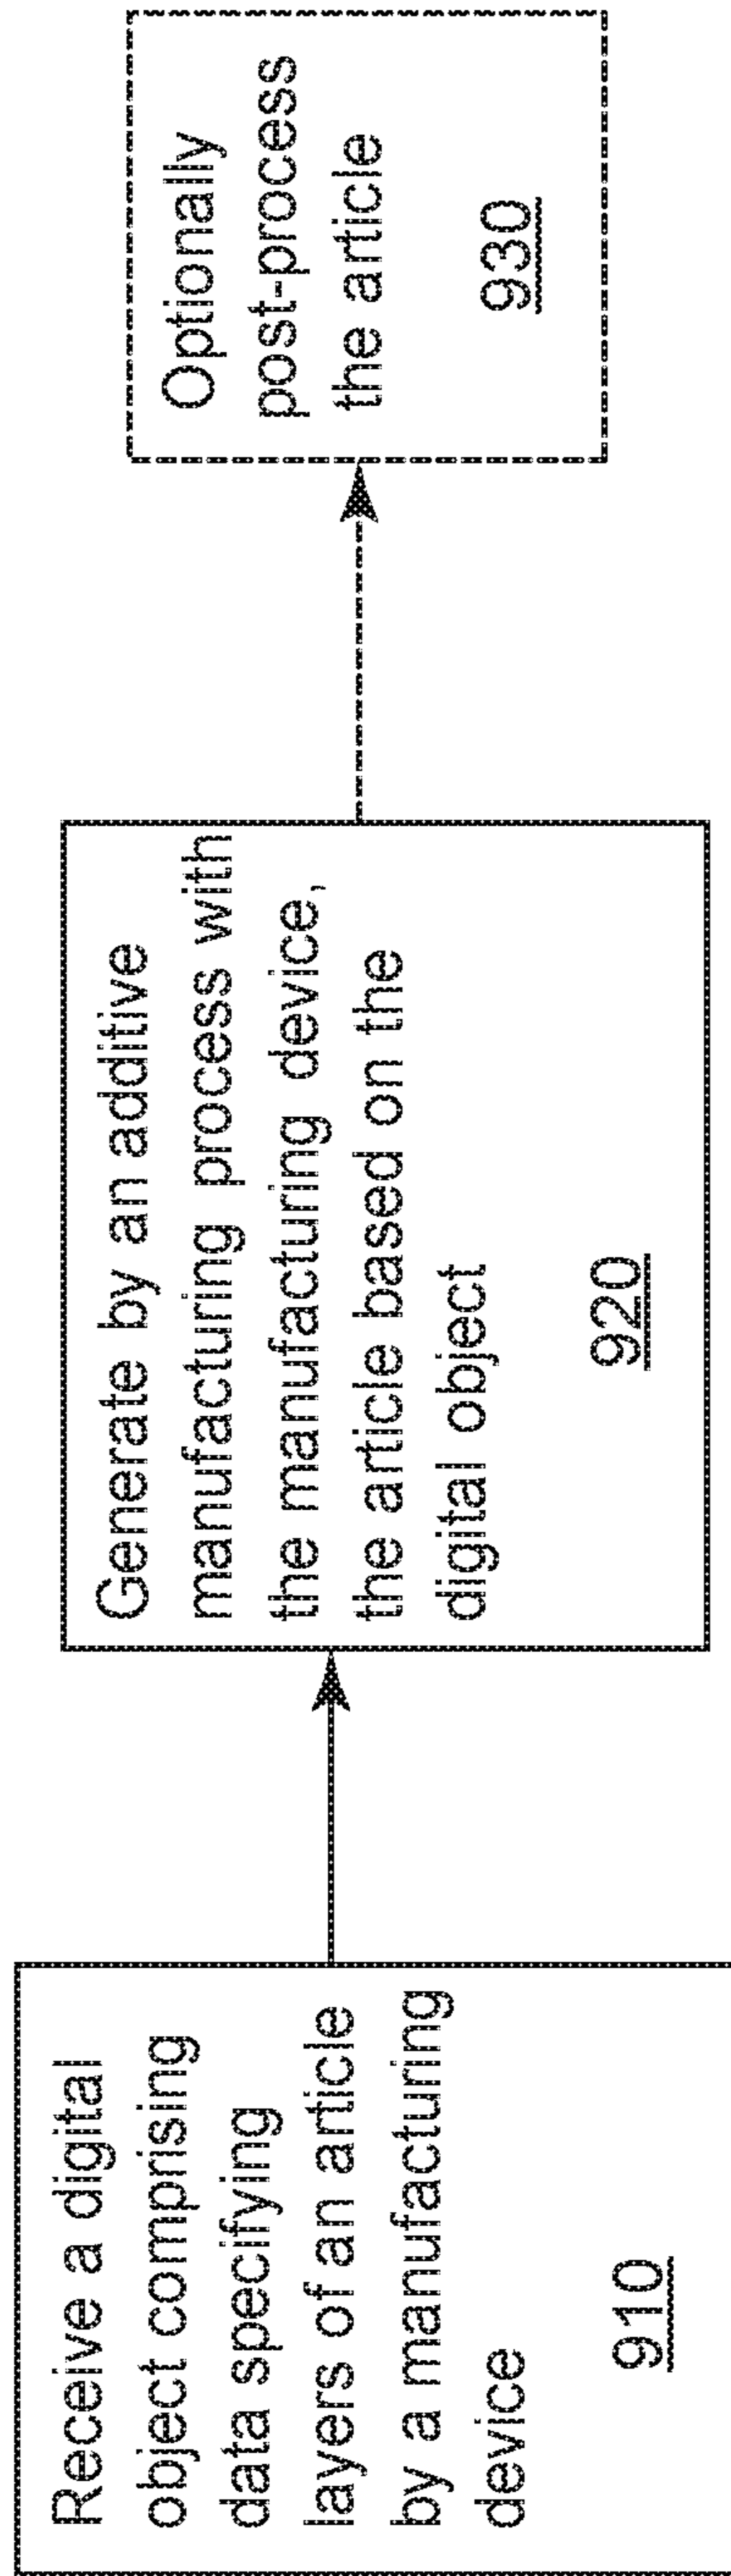 Receive a digital
object comprising
data specifying
layers of an article
by a manufacturing
device
910
Generate by an additive
manufacturing process with
the manufacturing device,
the article based on the
digital object
920
Optionally
post-process
the article
930